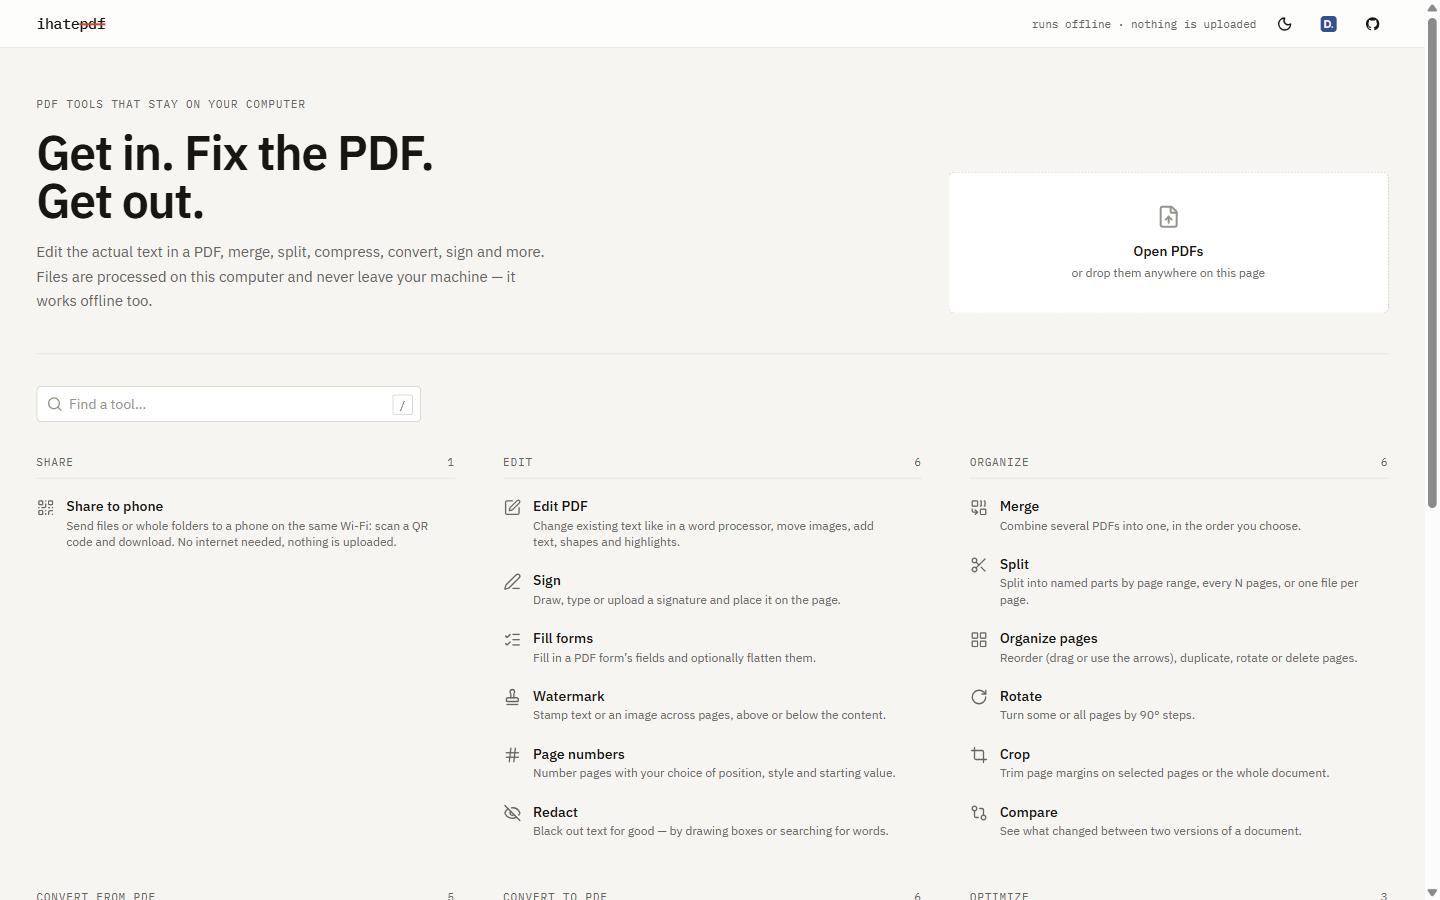 ihatepdf
runs offline · nothing is uploaded
D.
PDF TOOLS THAT STAY ON YOUR COMPUTER
Get in. Fix the PDF.
Get out.
Edit the actual text in a PDF, merge, split, compress, convert, sign and more.
Files are processed on this computer and never leave your machine — it
works offline too.
Open PDFs
or drop them anywhere on this page
Find a tool...
/
SHARE 1
Share to phone
Send files or whole folders to a phone on the same Wi-Fi: scan a QR
code and download. No internet needed, nothing is uploaded.
EDIT 6
Edit PDF
Change existing text like in a word processor, move images, add
text, shapes and highlights.
Sign
Draw, type or upload a signature and place it on the page.
Fill forms
Fill in a PDF form's fields and optionally flatten them.
Watermark
Stamp text or an image across pages, above or below the content.
Page numbers
Number pages with your choice of position, style and starting value.
Redact
Black out text for good — by drawing boxes or searching for words.
ORGANIZE 6
Merge
Combine several PDFs into one, in the order you choose.
Split
Split into named parts by page range, every N pages, or one file per
page.
Organize pages
Reorder (drag or use the arrows), duplicate, rotate or delete pages.
Rotate
Turn some or all pages by 90° steps.
Crop
Trim page margins on selected pages or the whole document.
Compare
See what changed between two versions of a document.
CONVERT FROM PDF 5
CONVERT TO PDF 6
OPTIMIZE 3